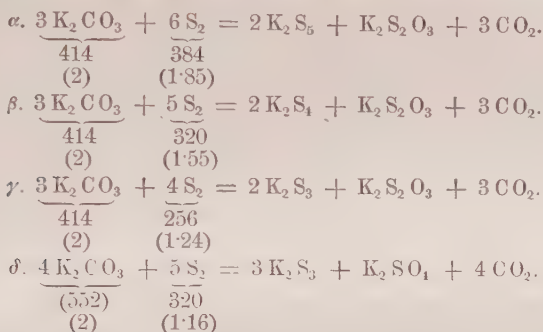 α. 3 K₂CO₃ + 6 S₂ = 2 K₂S₅ + K₂S₂O₃ + 3 CO₂.
414 384
(2) (1·85)
β. 3 K₂CO₃ + 5 S₂ = 2 K₂S₄ + K₂S₂O₃ + 3 CO₂.
414 320
(2) (1·55)
γ. 3 K₂CO₃ + 4 S₂ = 2 K₂S₃ + K₂S₂O₃ + 3 CO₂.
414 256
(2) (1·24)
δ. 4 K₂CO₃ + 5 S₂ = 3 K₂S₃ + K₂SO₄ + 4 CO₂.
(552) 320
(2) (1·16)